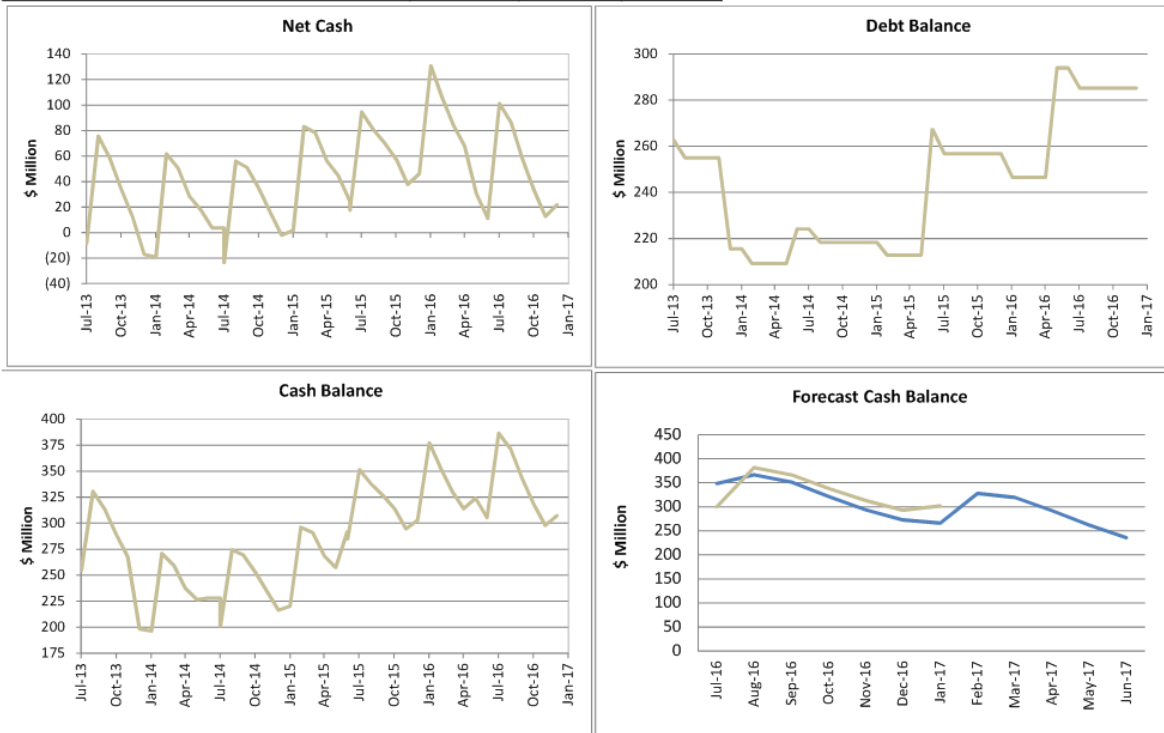 Net Cash
$ Million
140
120
100
80
60
40
20
0
(20)
(40)
Jul-13
Oct-13
Jan-14
Apr-14
Jul-14
Oct-14
Jan-15
Apr-15
Jul-15
Oct-15
Jan-16
Apr-16
Jul-16
Oct-16
Jan-17
Debt Balance
$ Million
300
280
260
240
220
200
Jul-13
Oct-13
Jan-14
Apr-14
Jul-14
Oct-14
Jan-15
Apr-15
Jul-15
Oct-15
Jan-16
Apr-16
Jul-16
Oct-16
Jan-17
Cash Balance
$ Million
400
375
350
325
300
275
250
225
200
175
Jul-13
Oct-13
Jan-14
Apr-14
Jul-14
Oct-14
Jan-15
Apr-15
Jul-15
Oct-15
Jan-16
Apr-16
Jul-16
Oct-16
Jan-17
Forecast Cash Balance
$ Million
450
400
350
300
250
200
150
100
50
0
Jul-16
Aug-16
Sep-16
Oct-16
Nov-16
Dec-16
Jan-17
Feb-17
Mar-17
Apr-17
May-17
Jun-17